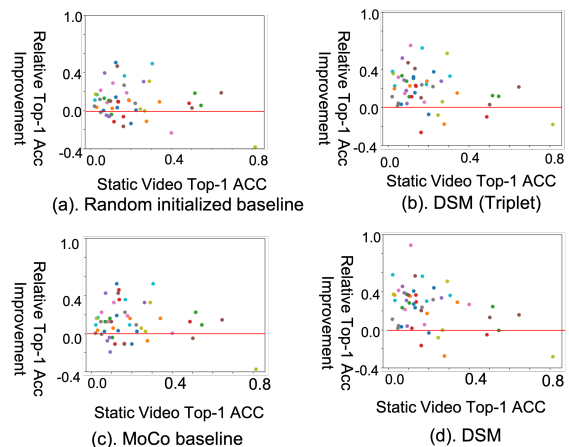 1.0
0.4
0.0
-0.4
Relative Top-1 Acc
Improvement
0.0
0.4
0.8
Static Video Top-1 ACC
(a). Random initialized baseline
1.0
0.4
0.0
-0.4
Relative Top-1 Acc
Improvement
0.0
0.4
0.8
Static Video Top-1 ACC
(b). DSM (Triplet)
1.0
0.4
0.0
-0.4
Relative Top-1 Acc
Improvement
0.0
0.4
0.8
Static Video Top-1 ACC
(c). MoCo baseline
1.0
0.4
0.0
-0.4
Relative Top-1 Acc
Improvement
0.0
0.4
0.8
Static Video Top-1 ACC
(d). DSM